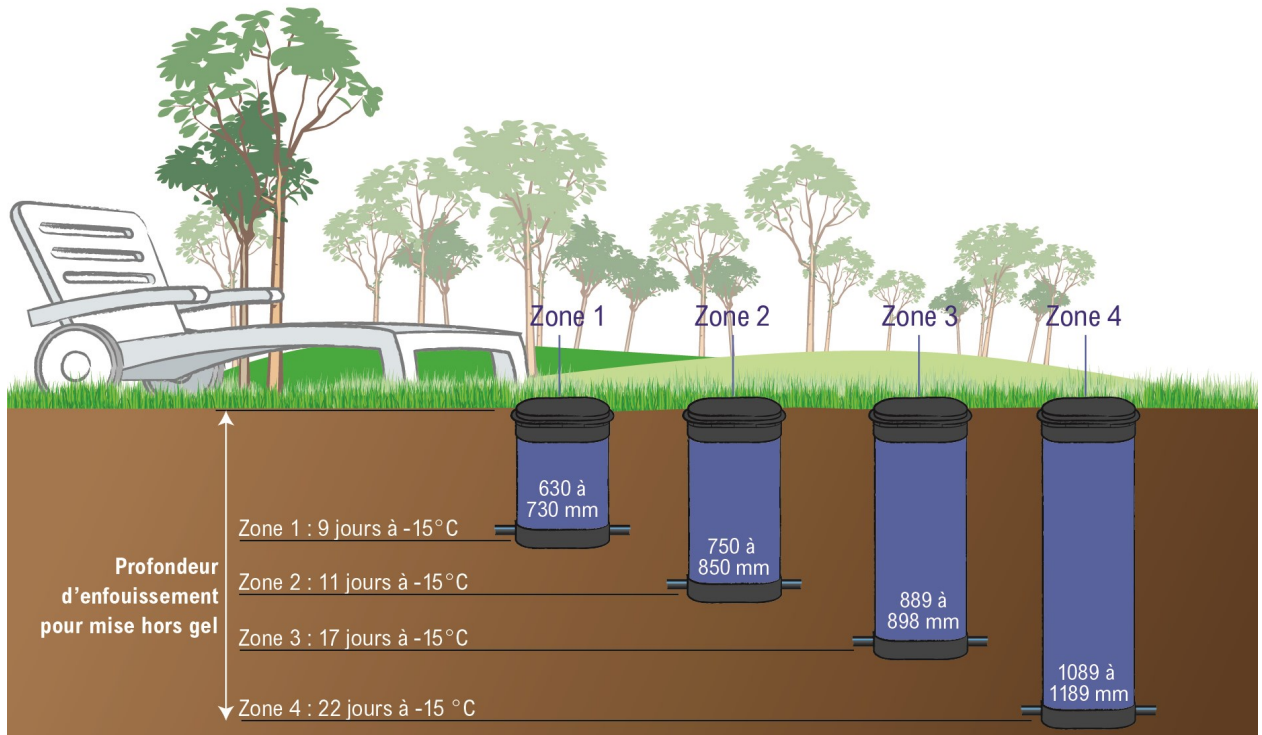 Zone 1
Zone 2
Zone 3
Zone 4
630 à
730 mm
750 à
850 mm
889 à
898 mm
1089 à
1189 mm
Zone 1 : 9 jours à -15°C
Zone 2 : 11 jours à -15°C
Zone 3 : 17 jours à -15°C
Zone 4 : 22 jours à -15 °C
Profondeur
d'enfouissement
pour mise hors gel